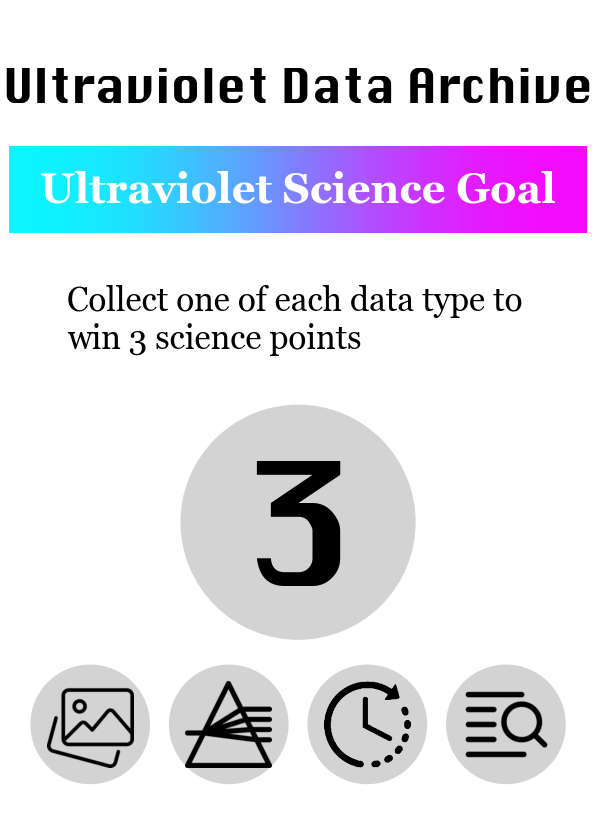 Ultraviolet Data Archive
Ultraviolet Science Goal
Collect one of each data type to
win 3 science points
3